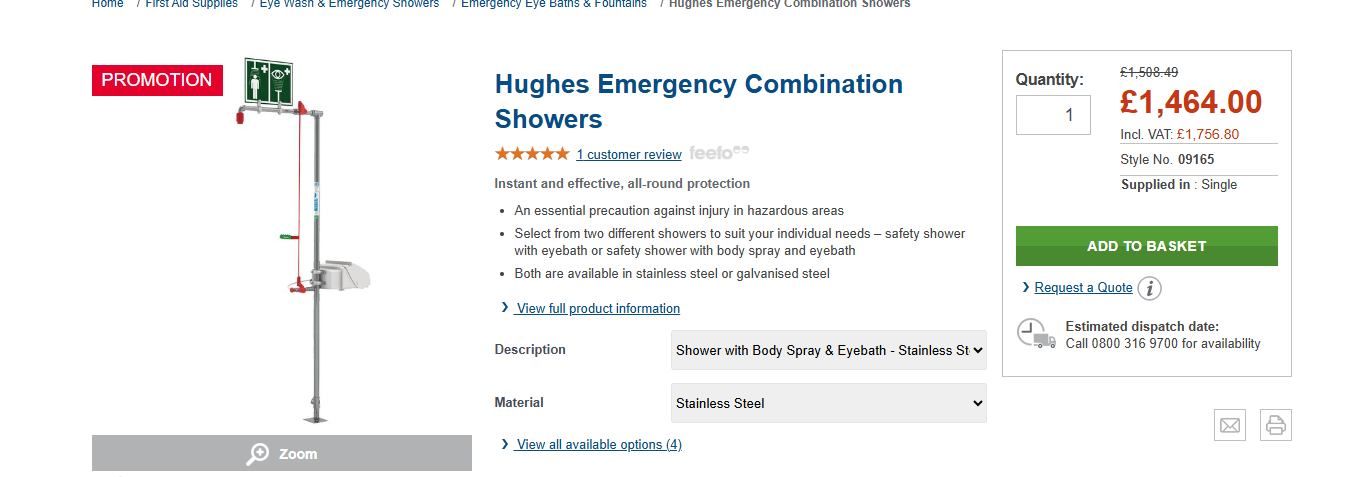 Home / First Aid Supplies / Eye Wash & Emergency Showers / Emergency Eye Baths & Fountains / Hughes Emergency Combination Showers
PROMOTION
Hughes Emergency Combination
Showers
1 customer review feefo
Instant and effective, all-round protection
• An essential precaution against injury in hazardous areas
• Select from two different showers to suit your individual needs – safety shower
with eyebath or safety shower with body spray and eyebath
• Both are available in stainless steel or galvanised steel
View full product information
Description Shower with Body Spray & Eyebath - Stainless St
Material Stainless Steel
View all available options (4)
Zoom
Quantity:
1
£1,508.49
£1,464.00
Incl. VAT: £1,756.80
Style No. 09165
Supplied in : Single
ADD TO BASKET
Request a Quote i
Estimated dispatch date:
Call 0800 316 9700 for availability